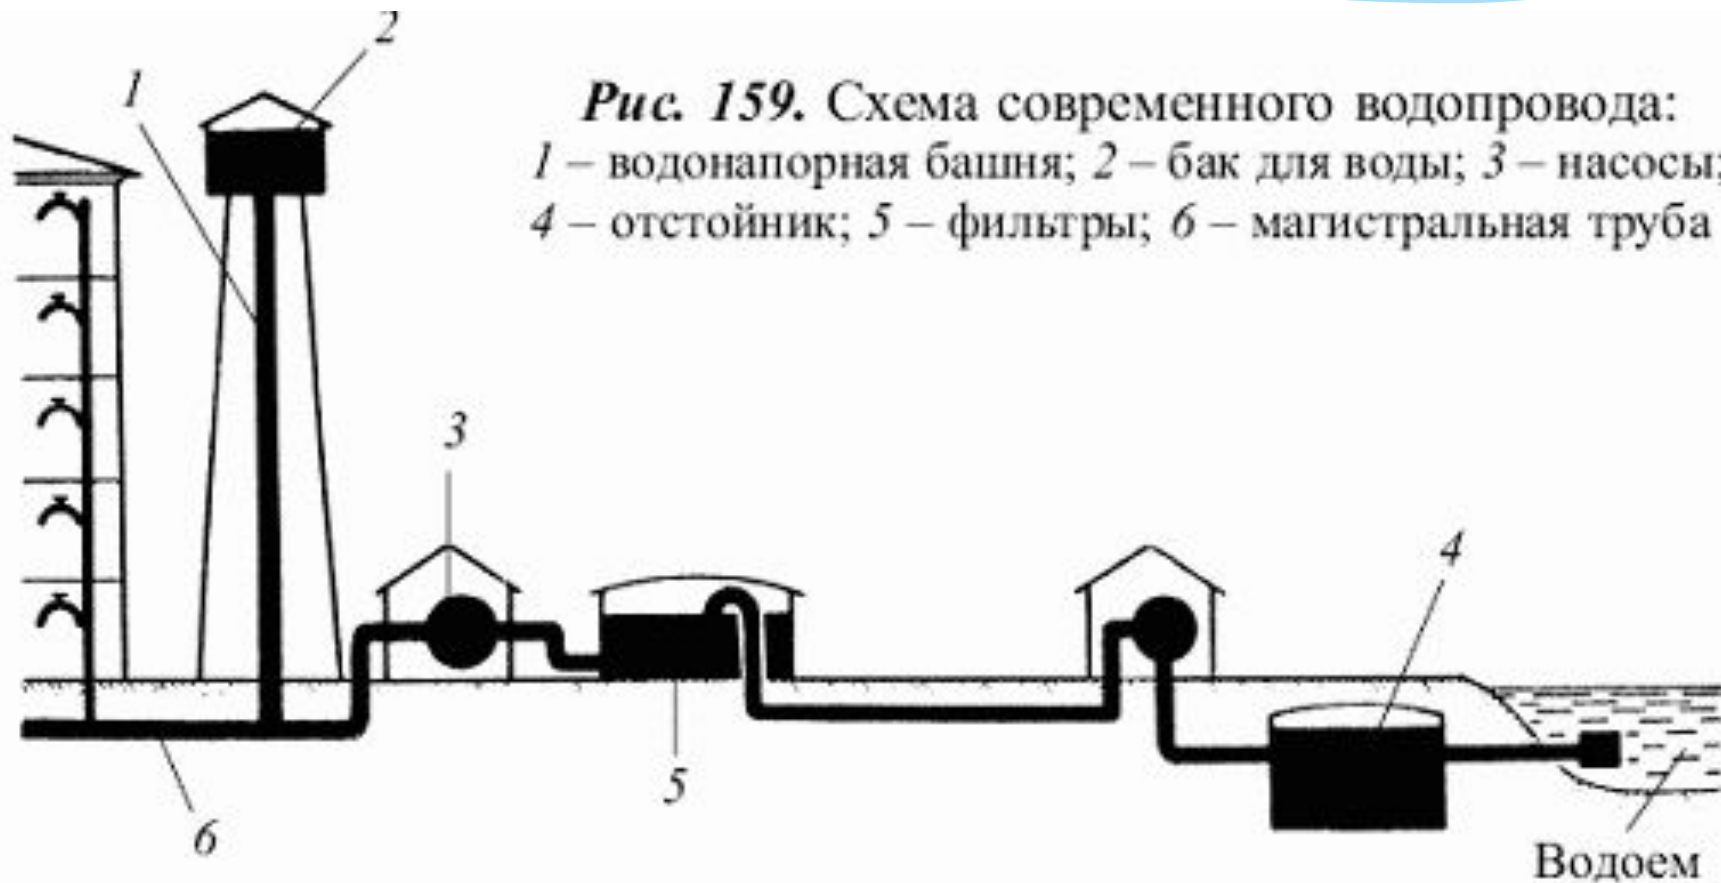 2
1
Рис. 159. Схема современного водопровода:
1 – водонапорная башня; 2 – бак для воды; 3 – насосы;
4 – отстойник; 5 – фильтры; 6 – магистральная труба
3
4
5
6
Водоем